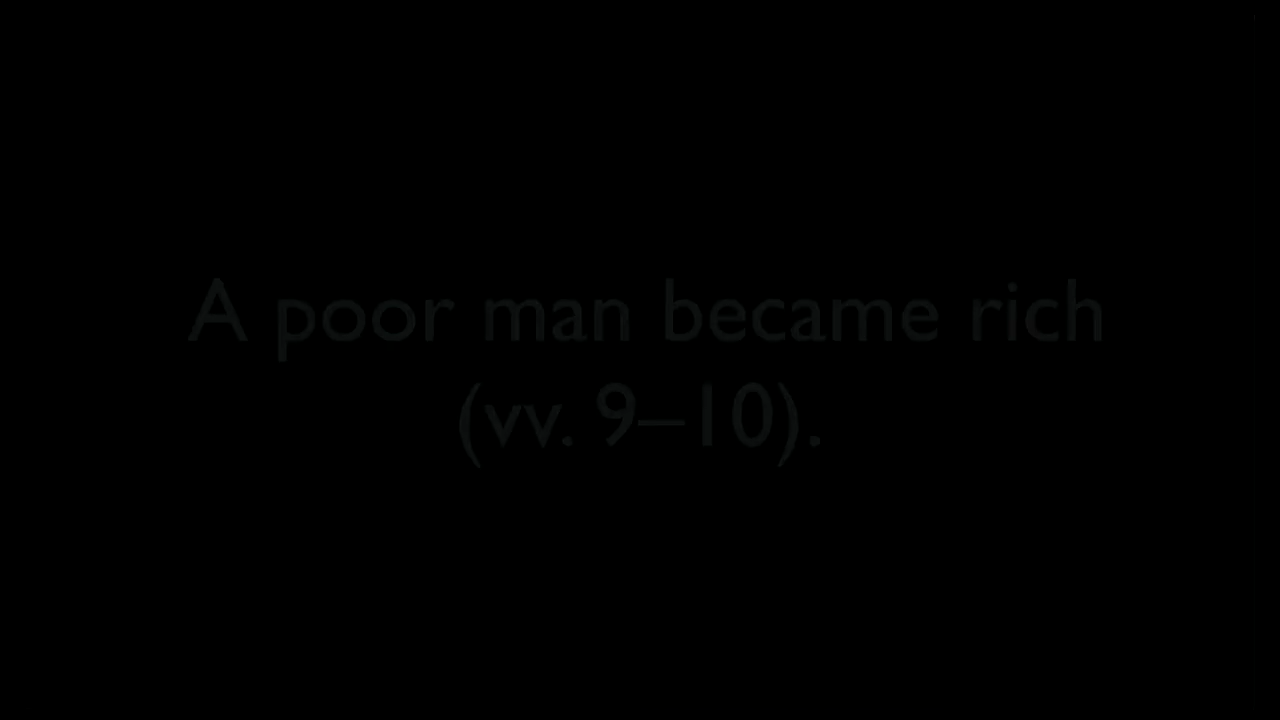 A poor man became rich
(vv. 9–10).